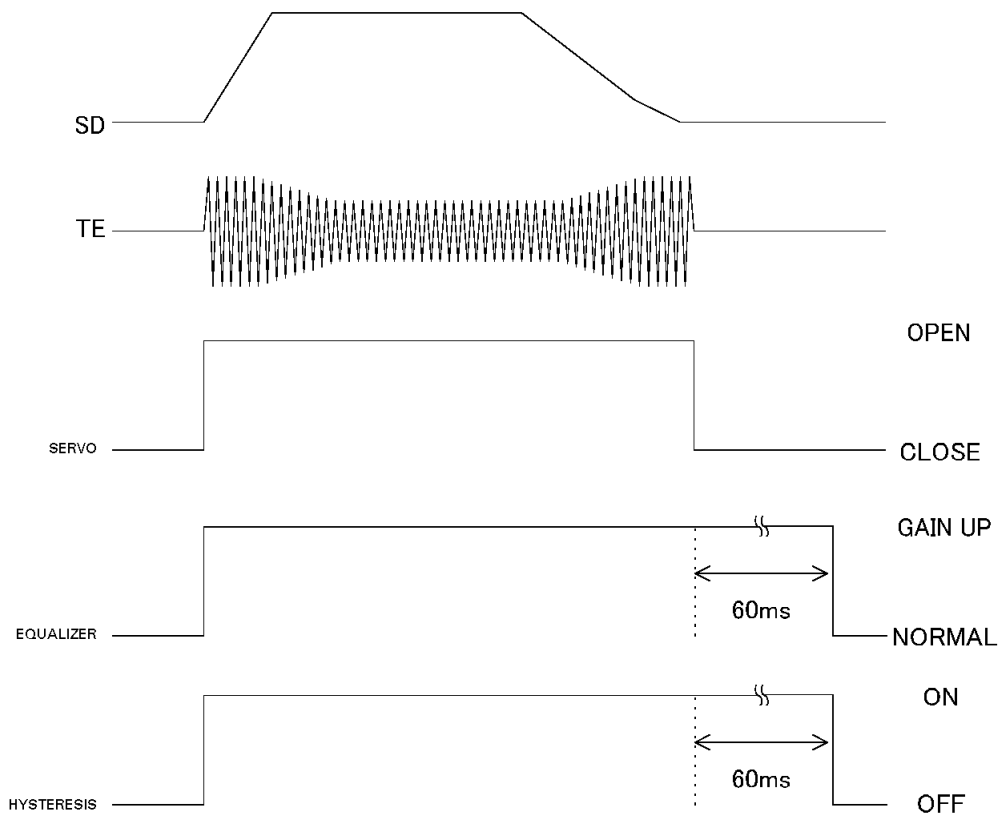 SD
TE
OPEN
SERVO
CLOSE
GAIN UP
60ms
EQUALIZER
NORMAL
ON
60ms
HYSTERESIS
OFF